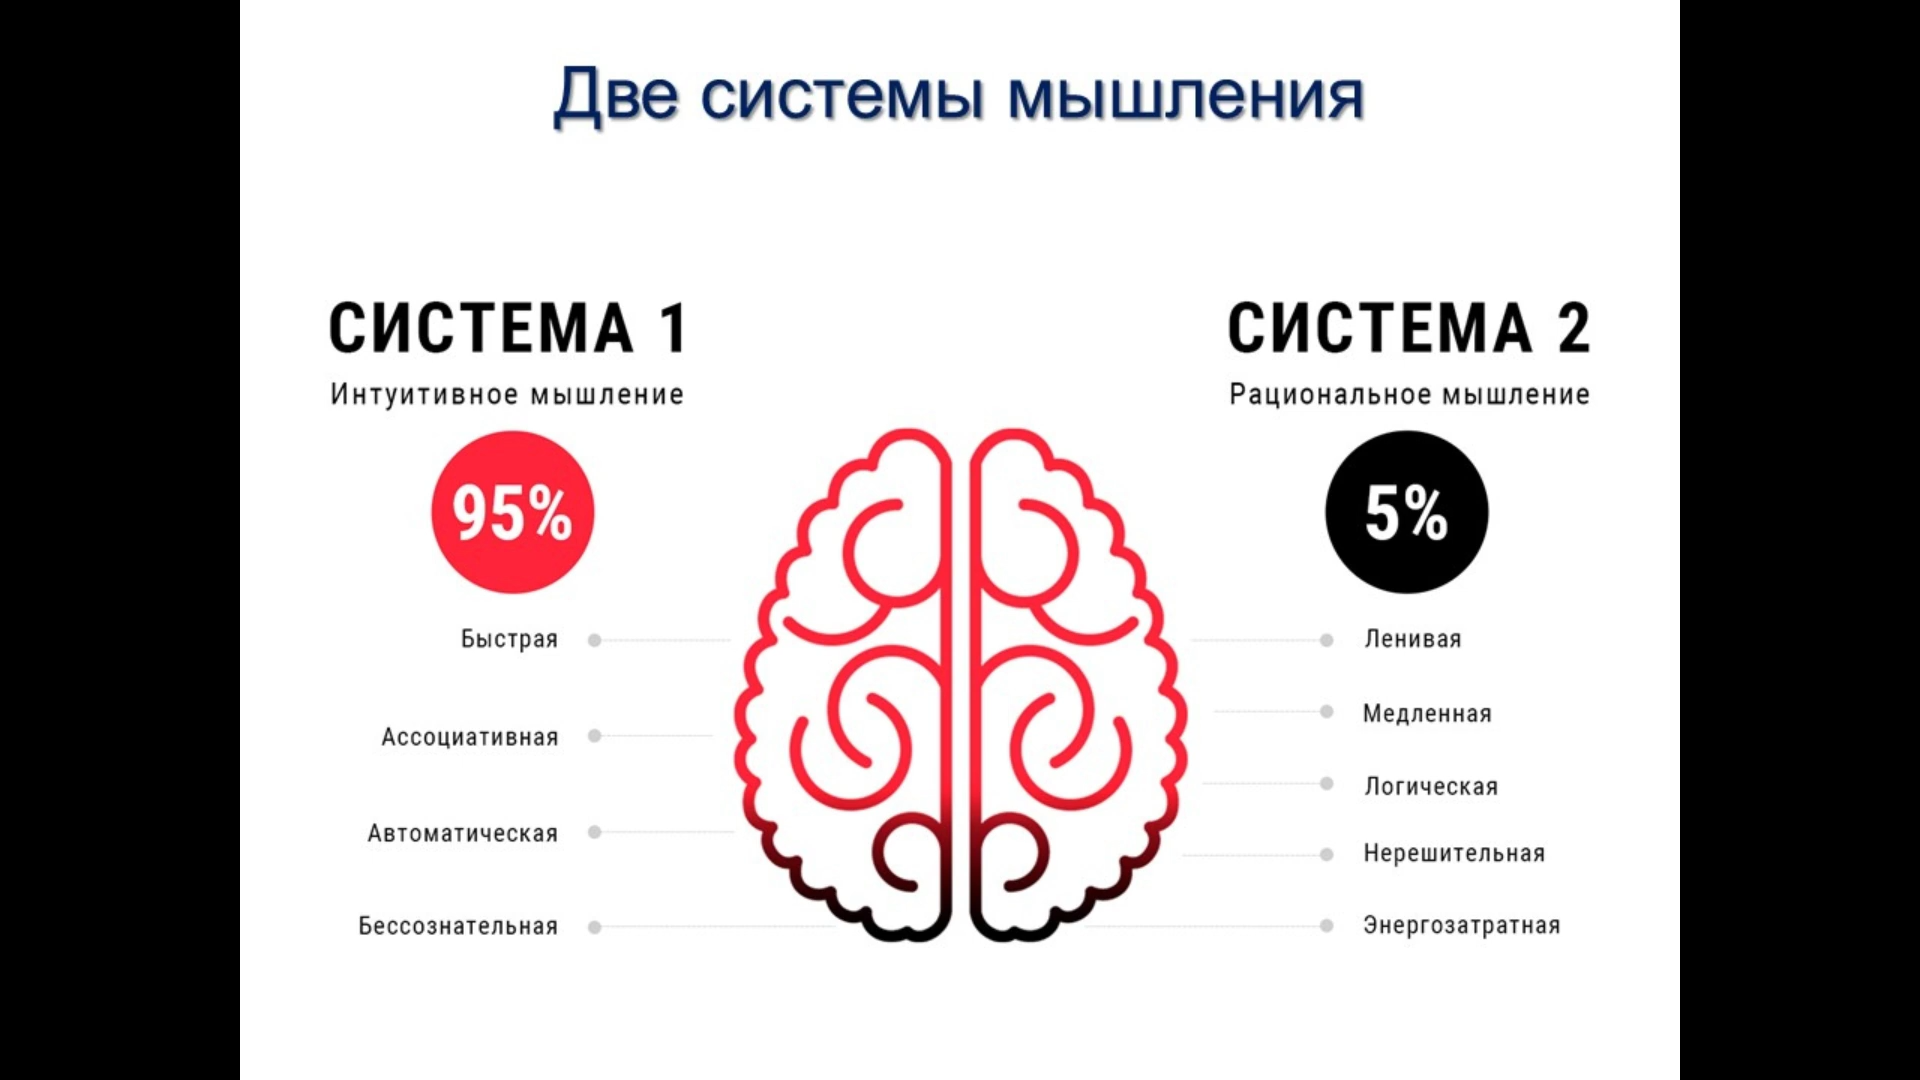 Две системы мышления
СИСТЕМА 1
Интуитивное мышление
95%
Быстрая
Ассоциативная
Автоматическая
Бессознательная
СИСТЕМА 2
Рациональное мышление
5%
Ленивая
Медленная
Логическая
Нерешительная
Энергозатратная